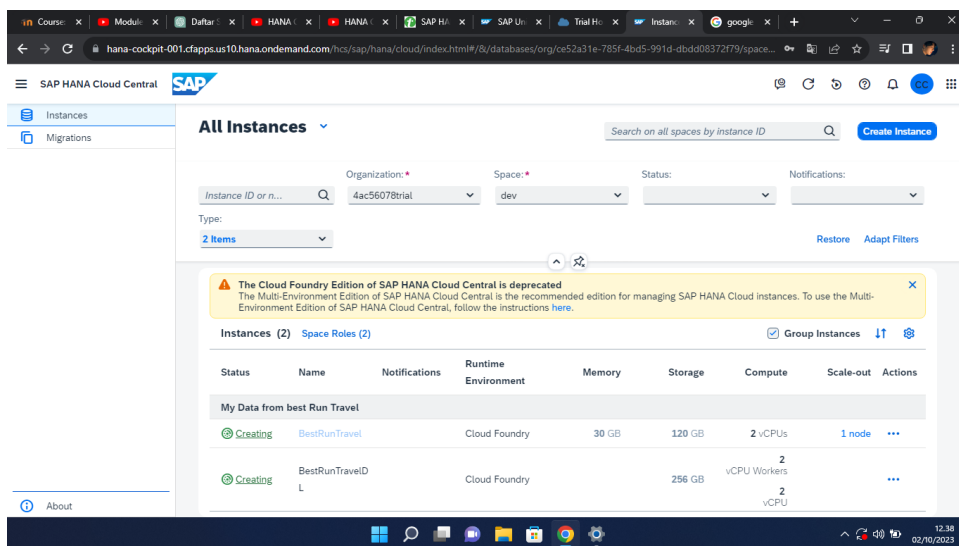 in Course:
Module
Daftar S
HANA C
HANA C
SAP HA
SAP Uni
Trial Ho
Instanc
google
hana-cockpit-001.cfapps.us10.hana.ondemand.com/hcs/sap/hana/cloud/index.html#/&/databases/org/ce52a31e-785f-4bd5-991d-dbdd08372f79/space...
SAP HANA Cloud Central
SAP
CC
Instances
Migrations
All Instances
Search on all spaces by instance ID
Create Instance
Organization:*
Space:*
Status:
Notifications:
Instance ID or n...
4ac56078trial
dev
Type:
2 Items
Restore
Adapt Filters
The Cloud Foundry Edition of SAP HANA Cloud Central is deprecated
The Multi-Environment Edition of SAP HANA Cloud Central is the recommended edition for managing SAP HANA Cloud instances. To use the Multi-
Environment Edition of SAP HANA Cloud Central, follow the instructions here.
Instances (2)
Space Roles (2)
Group Instances
Status Name Notifications Runtime Environment Memory Storage Compute Scale-out Actions
My Data from best Run Travel
Creating BestRunTravel Cloud Foundry 30 GB 120 GB 2 vCPUs 1 node
Creating BestRunTravelD
L
Cloud Foundry 256 GB
2
vCPU Workers
2
vCPU
About
12.38
02/10/2023